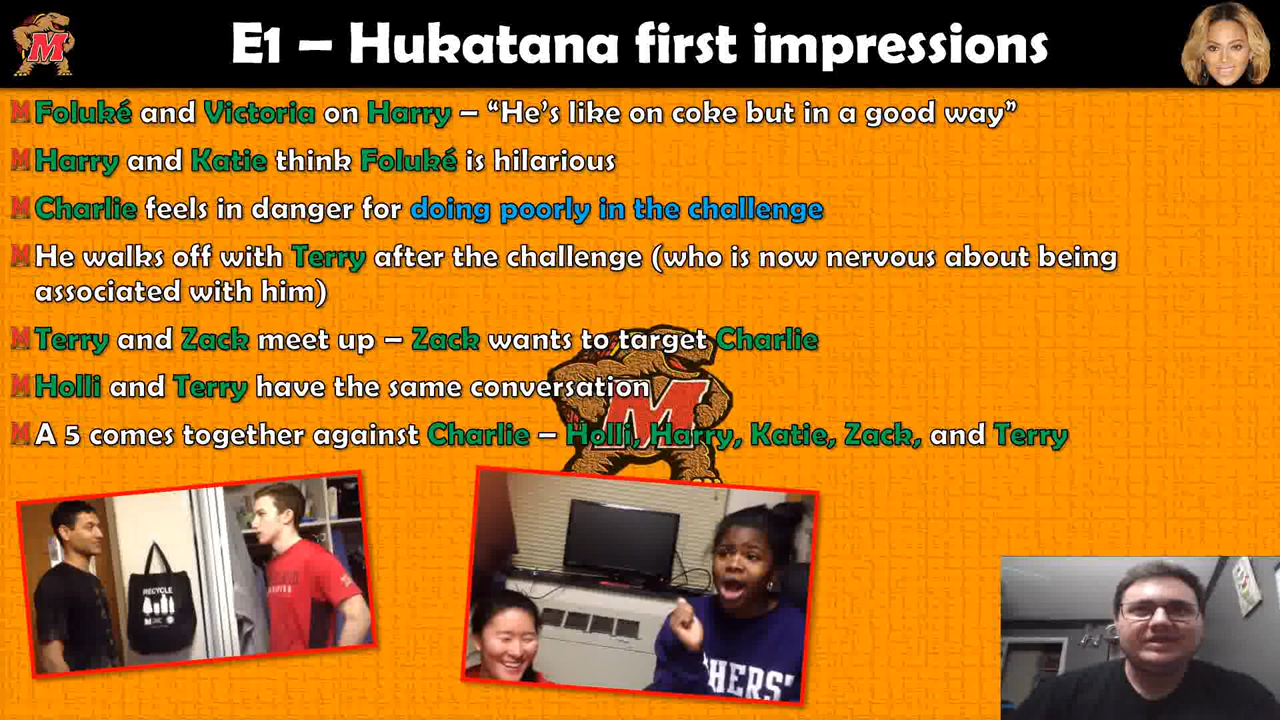 E1 – Hukatana first impressions
Foluké and Victoria on Harry – “He’s like on coke but in a good way”
Harry and Katie think Foluké is hilarious
Charlie feels in danger for doing poorly in the challenge
He walks off with Terry after the challenge (who is now nervous about being
associated with him)
Terry and Zack meet up – Zack wants to target Charlie
Holli and Terry have the same conversation
A 5 comes together against Charlie – Holli, Harry, Katie, Zack, and Terry
M
M
RECYCLE
HERS'